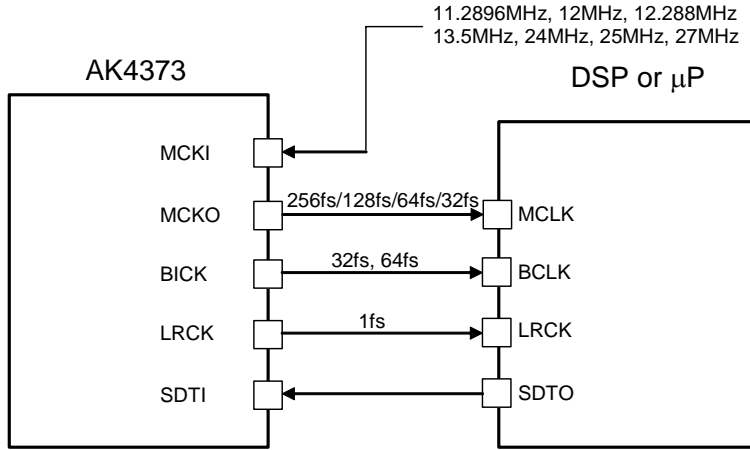 11.2896MHz, 12MHz, 12.288MHz
13.5MHz, 24MHz, 25MHz, 27MHz
AK4373
DSP or μP
MCKI
MCKO
256fs/128fs/64fs/32fs
MCLK
BICK
32fs, 64fs
BCLK
LRCK
1fs
LRCK
SDTI
SDTO